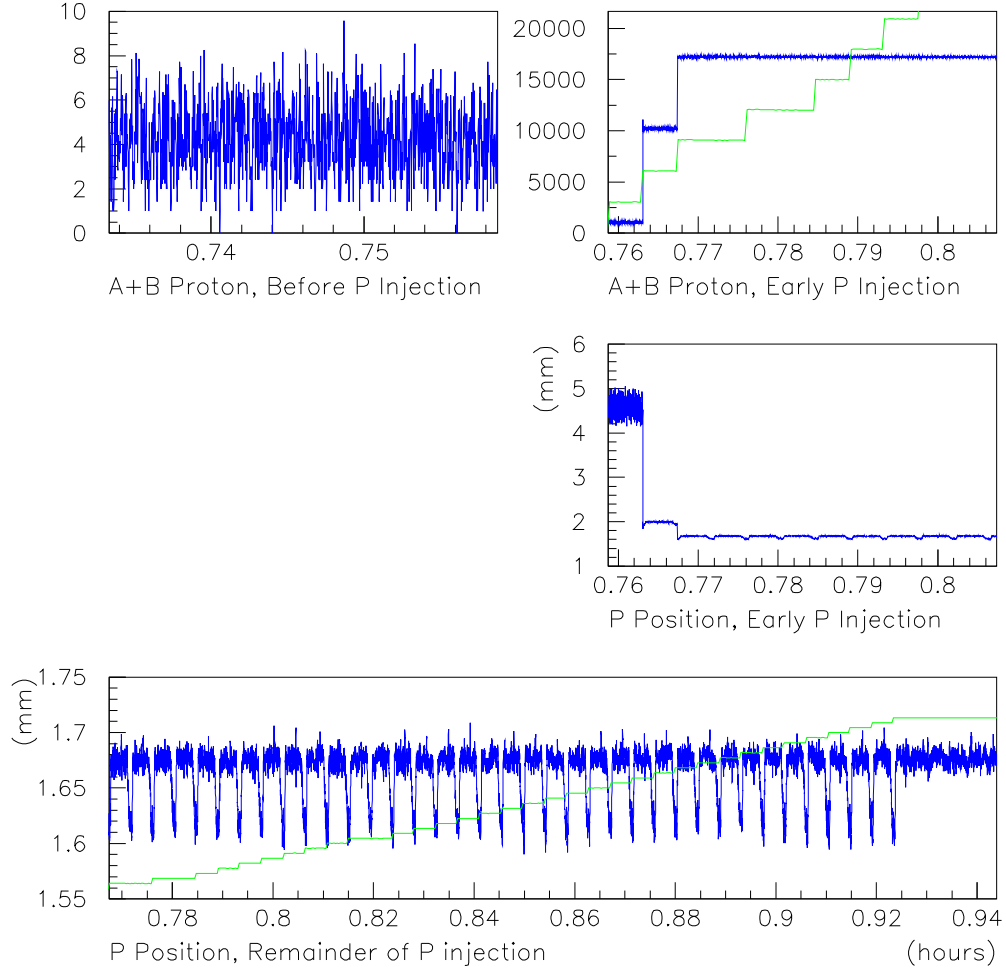 10
8
6
4
2
0
0.74 0.75
A+B Proton, Before P Injection
20000
15000
10000
5000
0
0.76 0.77 0.78 0.79 0.8
A+B Proton, Early P Injection
(mm)
6
5
4
3
2
1
0.76 0.77 0.78 0.79 0.8
P Position, Early P Injection
(mm)
1.75
1.7
1.65
1.6
1.55
0.78 0.8 0.82 0.84 0.86 0.88 0.9 0.92 0.94
P Position, Remainder of P injection (hours)